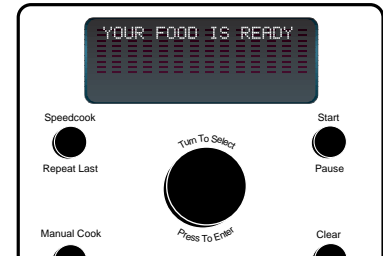 YOUR FOOD IS READY
Speedcook
Start
Turn To Select
Repeat Last
Pause
Press To Enter
Manual Cook
Clear